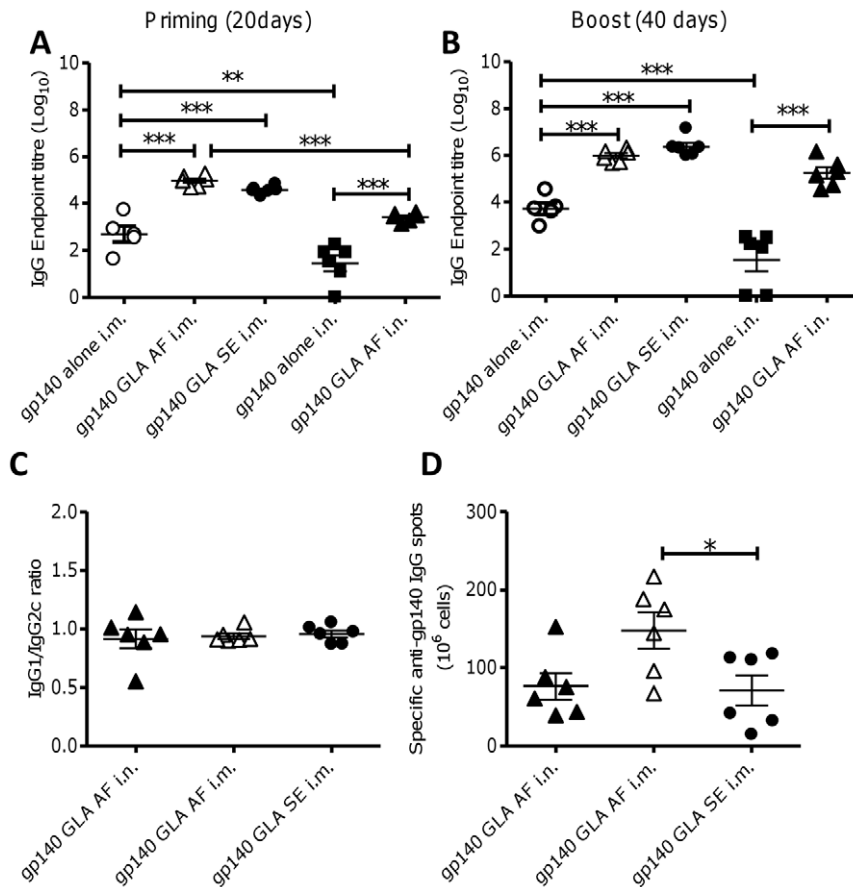 Priming (20days)
Boost (40 days)
A
IgG Endpoint titre (Log10)
10
8
6
4
2
0
**
***
***
***
***
gp140 alone i.m.
gp140 GLA AF i.m.
gp140 GLA SE i.m.
gp140 alone i.n.
gp140 GLA AF i.n.
B
IgG Endpoint titre (Log10)
10
8
6
4
2
0
***
***
***
***
gp140 alone i.m.
gp140 GLA AF i.m.
gp140 GLA SE i.m.
gp140 alone i.n.
gp140 GLA AF i.n.
C
IgG1/IgG2c ratio
2.0
1.5
1.0
0.5
0.0
gp140 GLA AF i.n.
gp140 GLA AF i.m.
gp140 GLA SE i.m.
D
Specific anti-gp140 IgG spots
(10^6 cells)
300
200
100
0
*
gp140 GLA AF i.n.
gp140 GLA AF i.m.
gp140 GLA SE i.m.